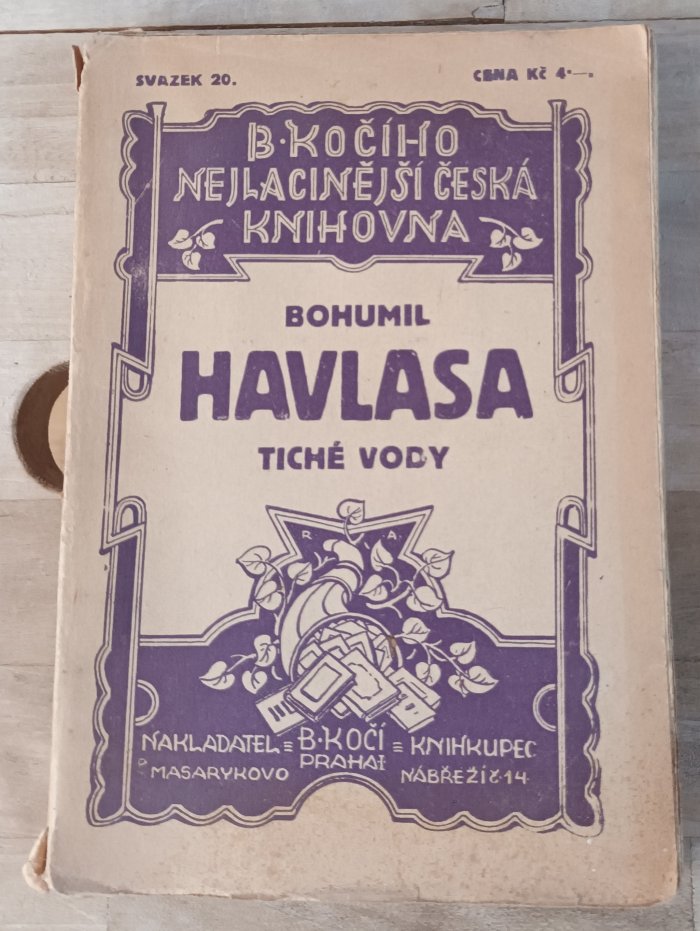 SVAZEK 20.
CENA Kč 4·—.
B·KOČÍHO
NEJLACINĚJŠÍ ČESKÁ
KNIHOVNA
BOHUMIL
HAVLASA
TICHÉ VODY
R A
NAKLADATEL = B·KOČÍ = KNIHKUPEC
PRAHA I
MASARYKOVO NÁBŘEŽÍ č·14